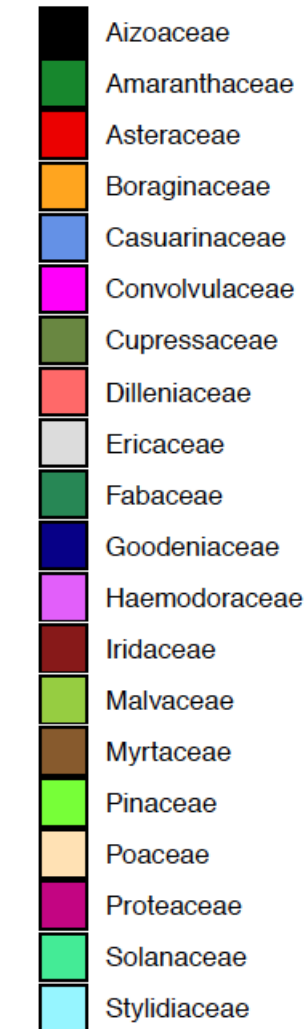 Aizoaceae
Amaranthaceae
Asteraceae
Boraginaceae
Casuarinaceae
Convolvulaceae
Cupressaceae
Dilleniaceae
Ericaceae
Fabaceae
Goodeniaceae
Haemodoraceae
Iridaceae
Malvaceae
Myrtaceae
Pinaceae
Poaceae
Proteaceae
Solanaceae
Stylidiaceae